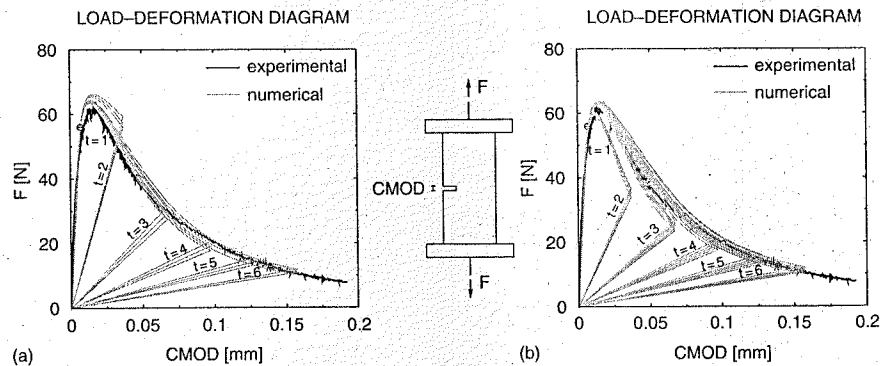 LOAD–DEFORMATION DIAGRAM
80
60
40
20
0
F [N]
experimental
numerical
t=1
t=2
t=3
t=4
t=5
t=6
0
0.05
0.1
0.15
0.2
CMOD [mm]
(a)
F
CMOD
F
LOAD–DEFORMATION DIAGRAM
80
60
40
20
0
F [N]
experimental
numerical
t=1
t=2
t=3
t=4
t=5
t=6
0
0.05
0.1
0.15
0.2
CMOD [mm]
(b)